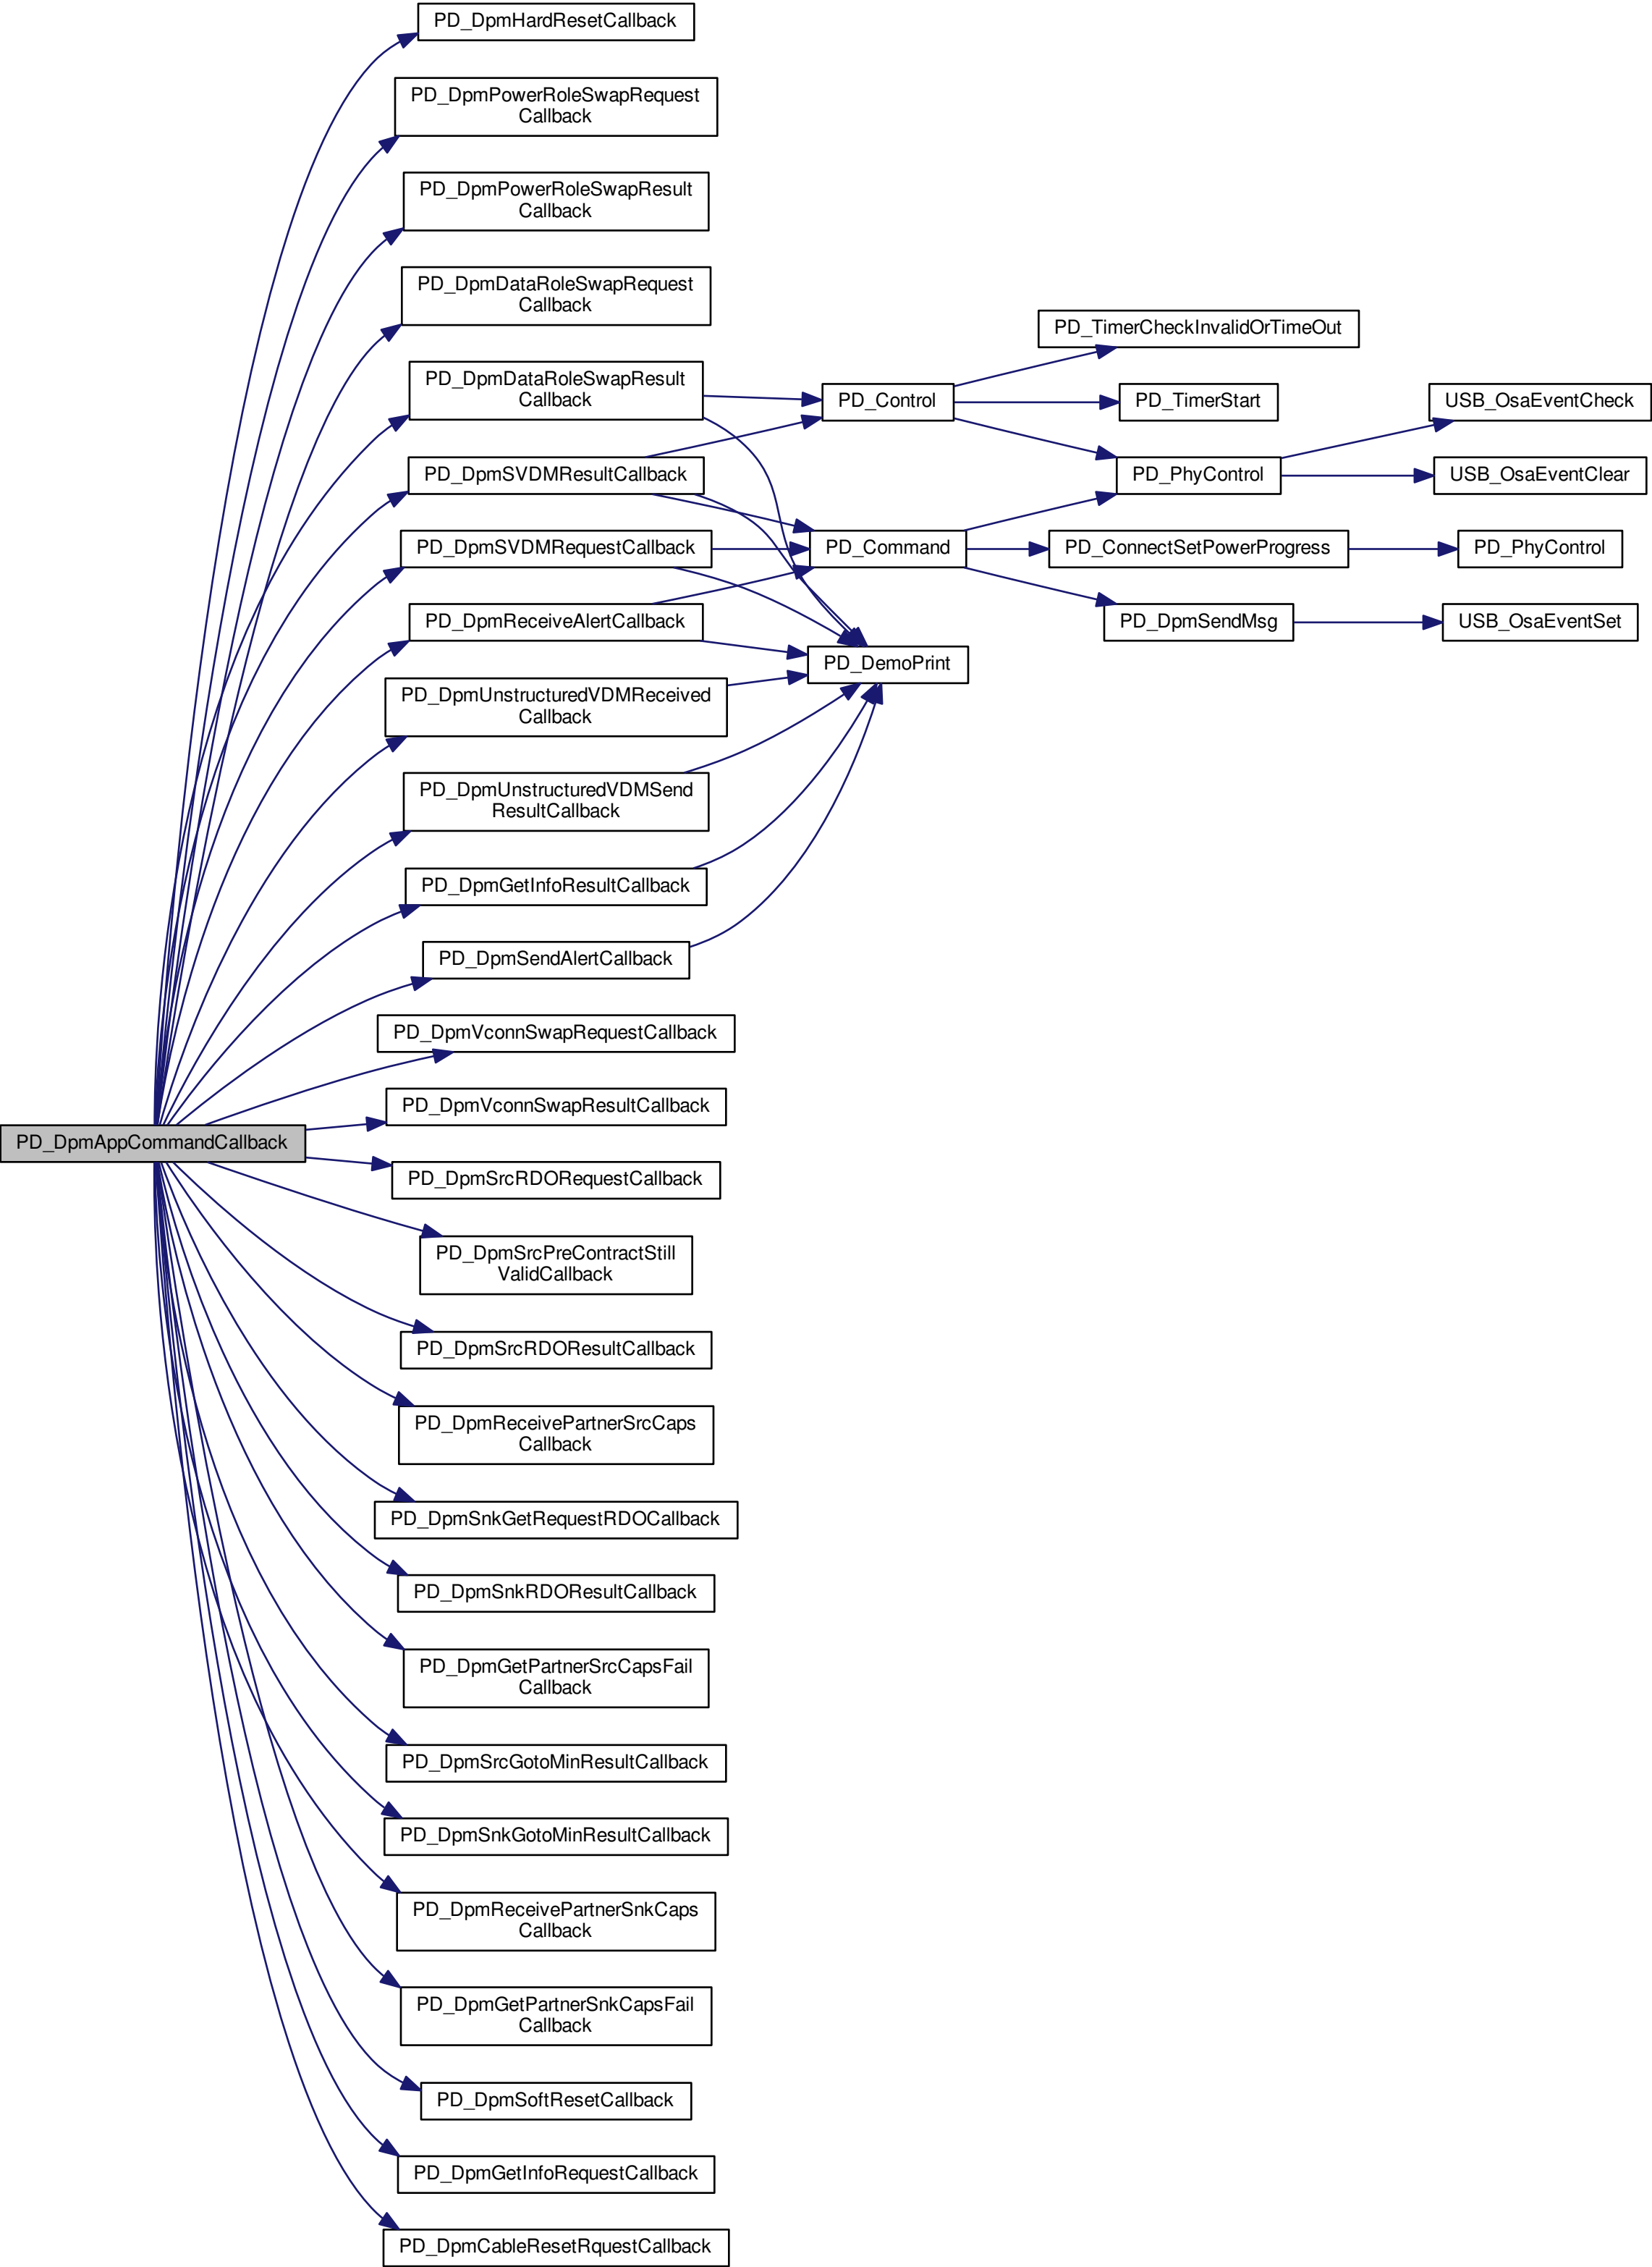 PD_DpmHardResetCallback
PD_DpmPowerRoleSwapRequest
Callback
PD_DpmPowerRoleSwapResult
Callback
PD_DpmDataRoleSwapRequest
Callback
PD_DpmDataRoleSwapResult
Callback
PD_DpmSVDMResultCallback
PD_DpmSVDMRequestCallback
PD_DpmReceiveAlertCallback
PD_DpmUnstructuredVDMReceived
Callback
PD_DpmUnstructuredVDMSend
ResultCallback
PD_DpmGetInfoResultCallback
PD_DpmSendAlertCallback
PD_DpmVconnSwapRequestCallback
PD_DpmVconnSwapResultCallback
PD_DpmAppCommandCallback
PD_DpmSrcRDORequestCallback
PD_DpmSrcPreContractStill
ValidCallback
PD_DpmSrcRDOResultCallback
PD_DpmReceivePartnerSrcCaps
Callback
PD_DpmSnkGetRequestRDOCallback
PD_DpmSnkRDOResultCallback
PD_DpmGetPartnerSrcCapsFail
Callback
PD_DpmSrcGotoMinResultCallback
PD_DpmSnkGotoMinResultCallback
PD_DpmReceivePartnerSnkCaps
Callback
PD_DpmGetPartnerSnkCapsFail
Callback
PD_DpmSoftResetCallback
PD_DpmGetInfoRequestCallback
PD_DpmCableResetRquestCallback
PD_Control
PD_Command
PD_DemoPrint
PD_TimerCheckInvalidOrTimeOut
PD_TimerStart
PD_PhyControl
PD_ConnectSetPowerProgress
PD_DpmSendMsg
USB_OsaEventCheck
USB_OsaEventClear
PD_PhyControl
USB_OsaEventSet